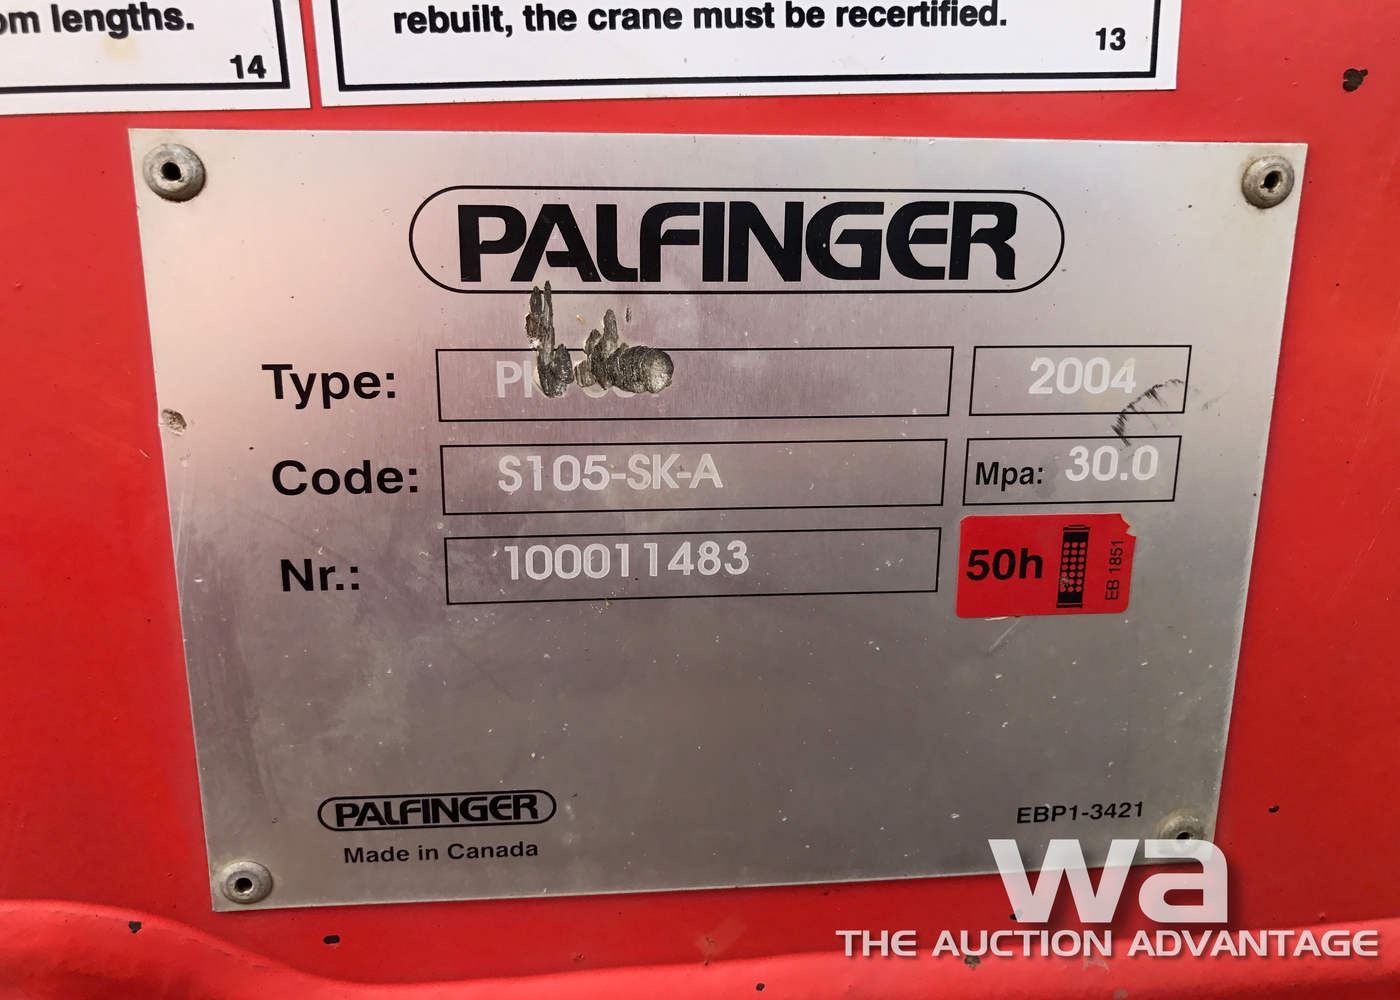 om lengths.
14
rebuilt, the crane must be recertified.
13
PALFINGER
Type: 2004
Code: S105-SK-A Mpa: 30.0
Nr.: 100011483
50h EB 1851
PALFINGER
Made in Canada
EBP1-3421
wa
THE AUCTION ADVANTAGE